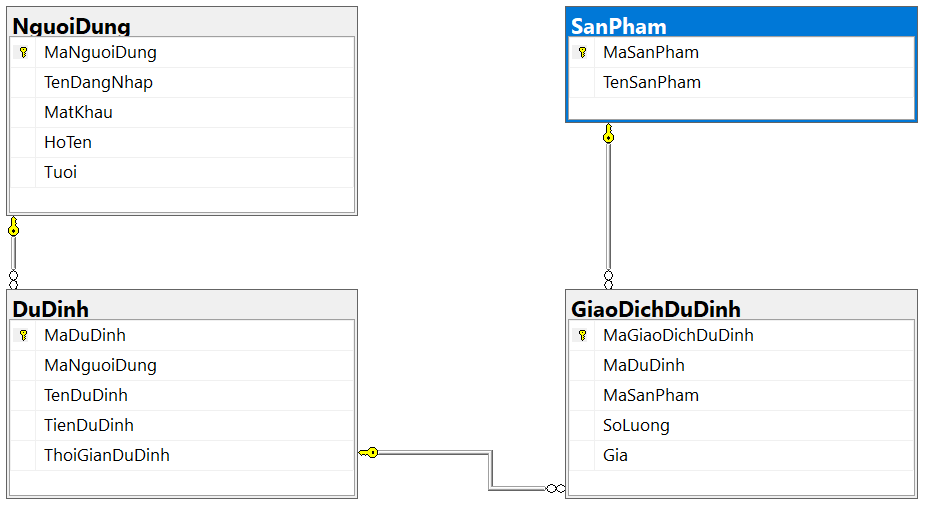 NguoiDung
MaNguoiDung
TenDangNhap
MatKhau
HoTen
Tuoi
SanPham
MaSanPham
TenSanPham
DuDinh
MaDuDinh
MaNguoiDung
TenDuDinh
TienDuDinh
ThoiGianDuDinh
GiaoDichDuDinh
MaGiaoDichDuDinh
MaDuDinh
MaSanPham
SoLuong
Gia